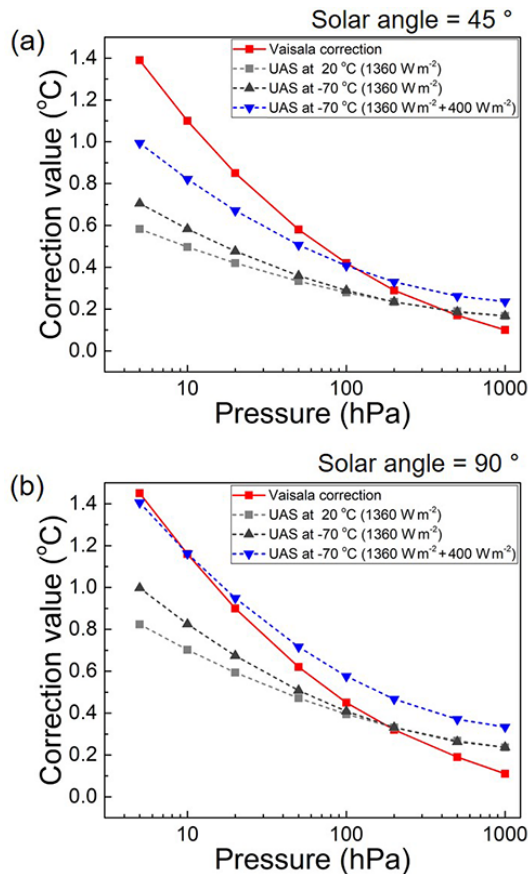 (a)
Solar angle = 45 °
Correction value (°C)
1.4
1.2
1.0
0.8
0.6
0.4
0.2
0.0
Vaisala correction
UAS at 20 °C (1360 W m⁻²)
UAS at -70 °C (1360 W m⁻²)
UAS at -70 °C (1360 W m⁻² + 400 W m⁻²)
10
100
1000
Pressure (hPa)
(b)
Solar angle = 90 °
Correction value (°C)
1.4
1.2
1.0
0.8
0.6
0.4
0.2
0.0
Vaisala correction
UAS at 20 °C (1360 W m⁻²)
UAS at -70 °C (1360 W m⁻²)
UAS at -70 °C (1360 W m⁻² + 400 W m⁻²)
10
100
1000
Pressure (hPa)